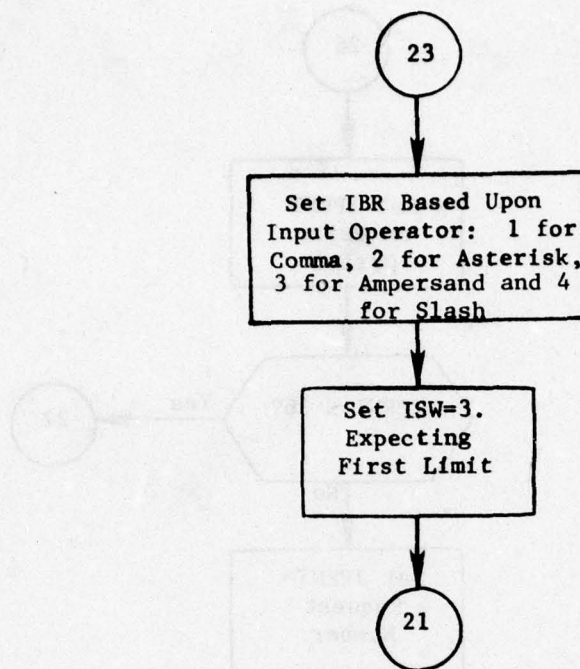 23
Set IBR Based Upon
Input Operator: 1 for
Comma, 2 for Asterisk,
3 for Ampersand and 4
for Slash
Set ISW=3.
Expecting
First Limit
21